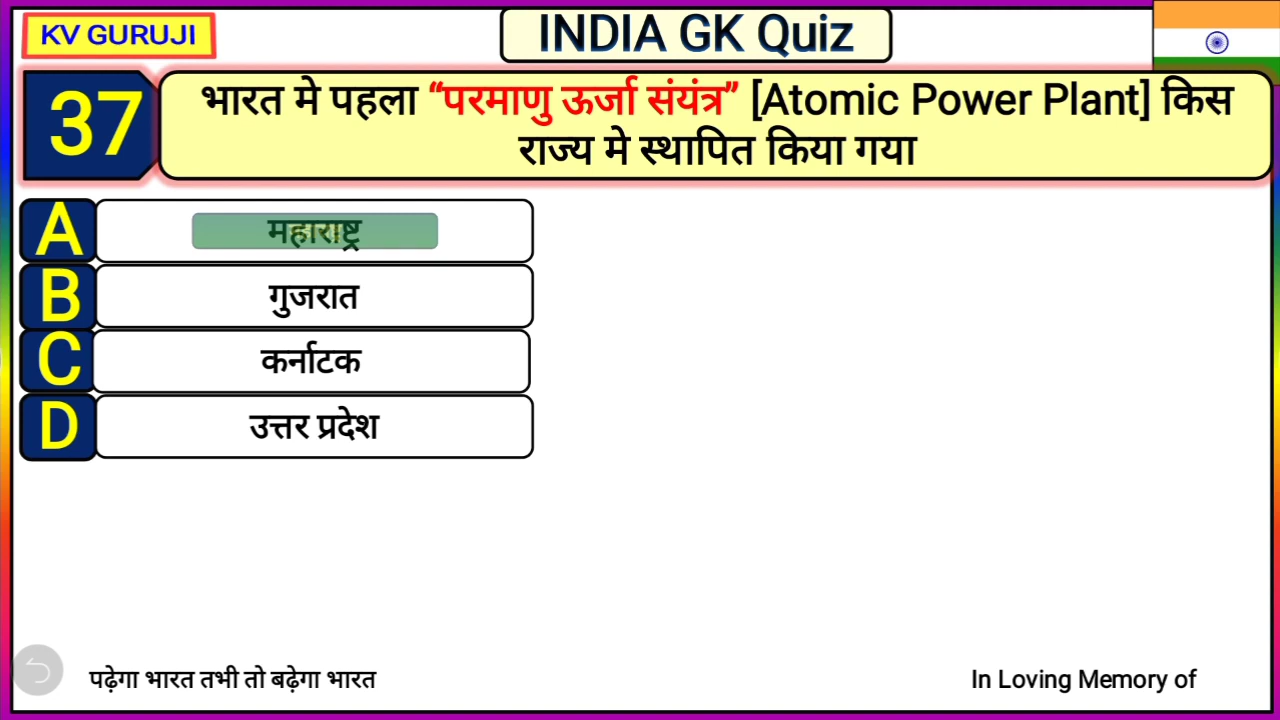 KV GURUJI
INDIA GK Quiz
37
भारत मे पहला “परमाणु ऊर्जा संयंत्र” [Atomic Power Plant] किस
राज्य मे स्थापित किया गया
A महाराष्ट्र
B गुजरात
C कर्नाटक
D उत्तर प्रदेश
पढ़ेगा भारत तभी तो बढ़ेगा भारत
In Loving Memory of